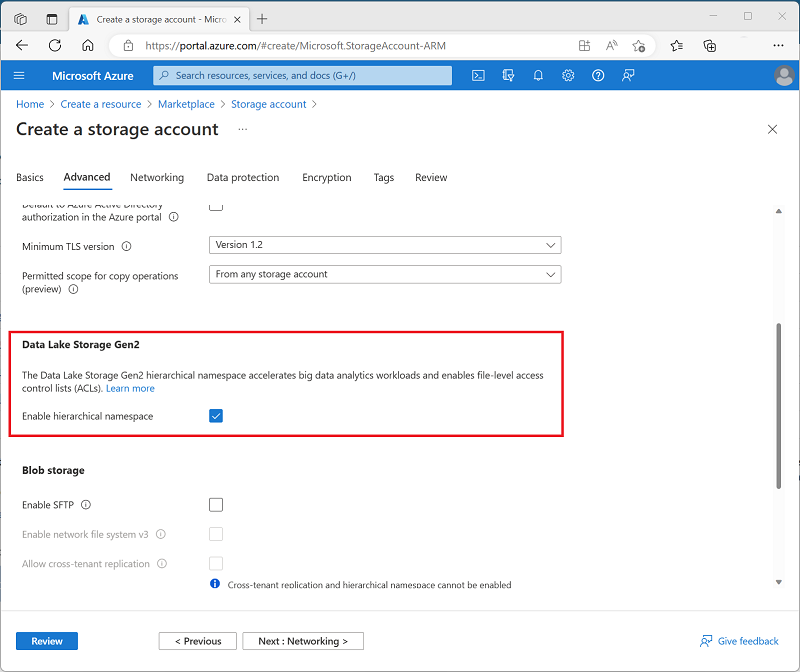 Create a storage account - Micro
https://portal.azure.com/#create/Microsoft.StorageAccount-ARM
Microsoft Azure
Search resources, services, and docs (G+/)
Home > Create a resource > Marketplace > Storage account >
Create a storage account ...
Basics Advanced Networking Data protection Encryption Tags Review
Default to Azure Active Directory
authorization in the Azure portal
Minimum TLS version
Version 1.2
Permitted scope for copy operations
(preview)
From any storage account
Data Lake Storage Gen2
The Data Lake Storage Gen2 hierarchical namespace accelerates big data analytics workloads and enables file-level access
control lists (ACLs). Learn more
Enable hierarchical namespace
Blob storage
Enable SFTP
Enable network file system v3
Allow cross-tenant replication
Cross-tenant replication and hierarchical namespace cannot be enabled
Review
< Previous
Next : Networking >
Give feedback